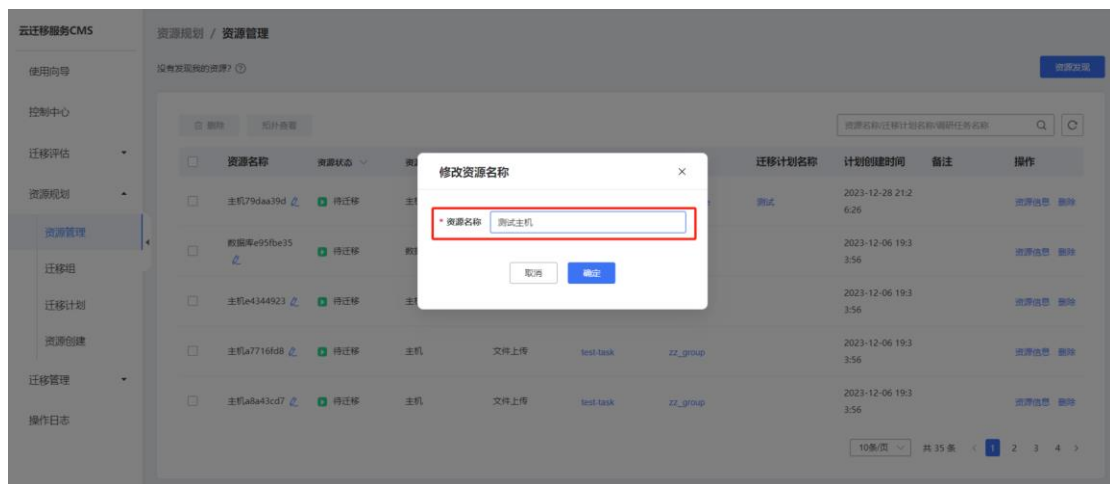 云迁移服务CMS
资源规划 / 资源管理
使用向导
没有发现我的资源?
资源发现
控制中心
删除 拓扑查看
资源名称/迁移计划名称/调研任务名称
迁移评估
资源名称 资源状态 迁移计划名称 计划创建时间 备注 操作
修改资源名称
资源规划
主机79daa39d 待迁移 测试 2023-12-28 21:2
6:26 资源信息 删除
* 资源名称 测试主机
资源管理
数据库e95fbe35 待迁移 2023-12-06 19:3
3:56 资源信息 删除
迁移组
取消 确定
迁移计划
主机e4344923 待迁移 2023-12-06 19:3
3:56 资源信息 删除
资源创建
主机a7716fd8 待迁移 主机 文件上传 test-task zz_group 2023-12-06 19:3
3:56 资源信息 删除
迁移管理
主机a8a43cd7 待迁移 主机 文件上传 test-task zz_group 2023-12-06 19:3
3:56 资源信息 删除
操作日志
10条/页 共 35 条 < 1 2 3 4 >